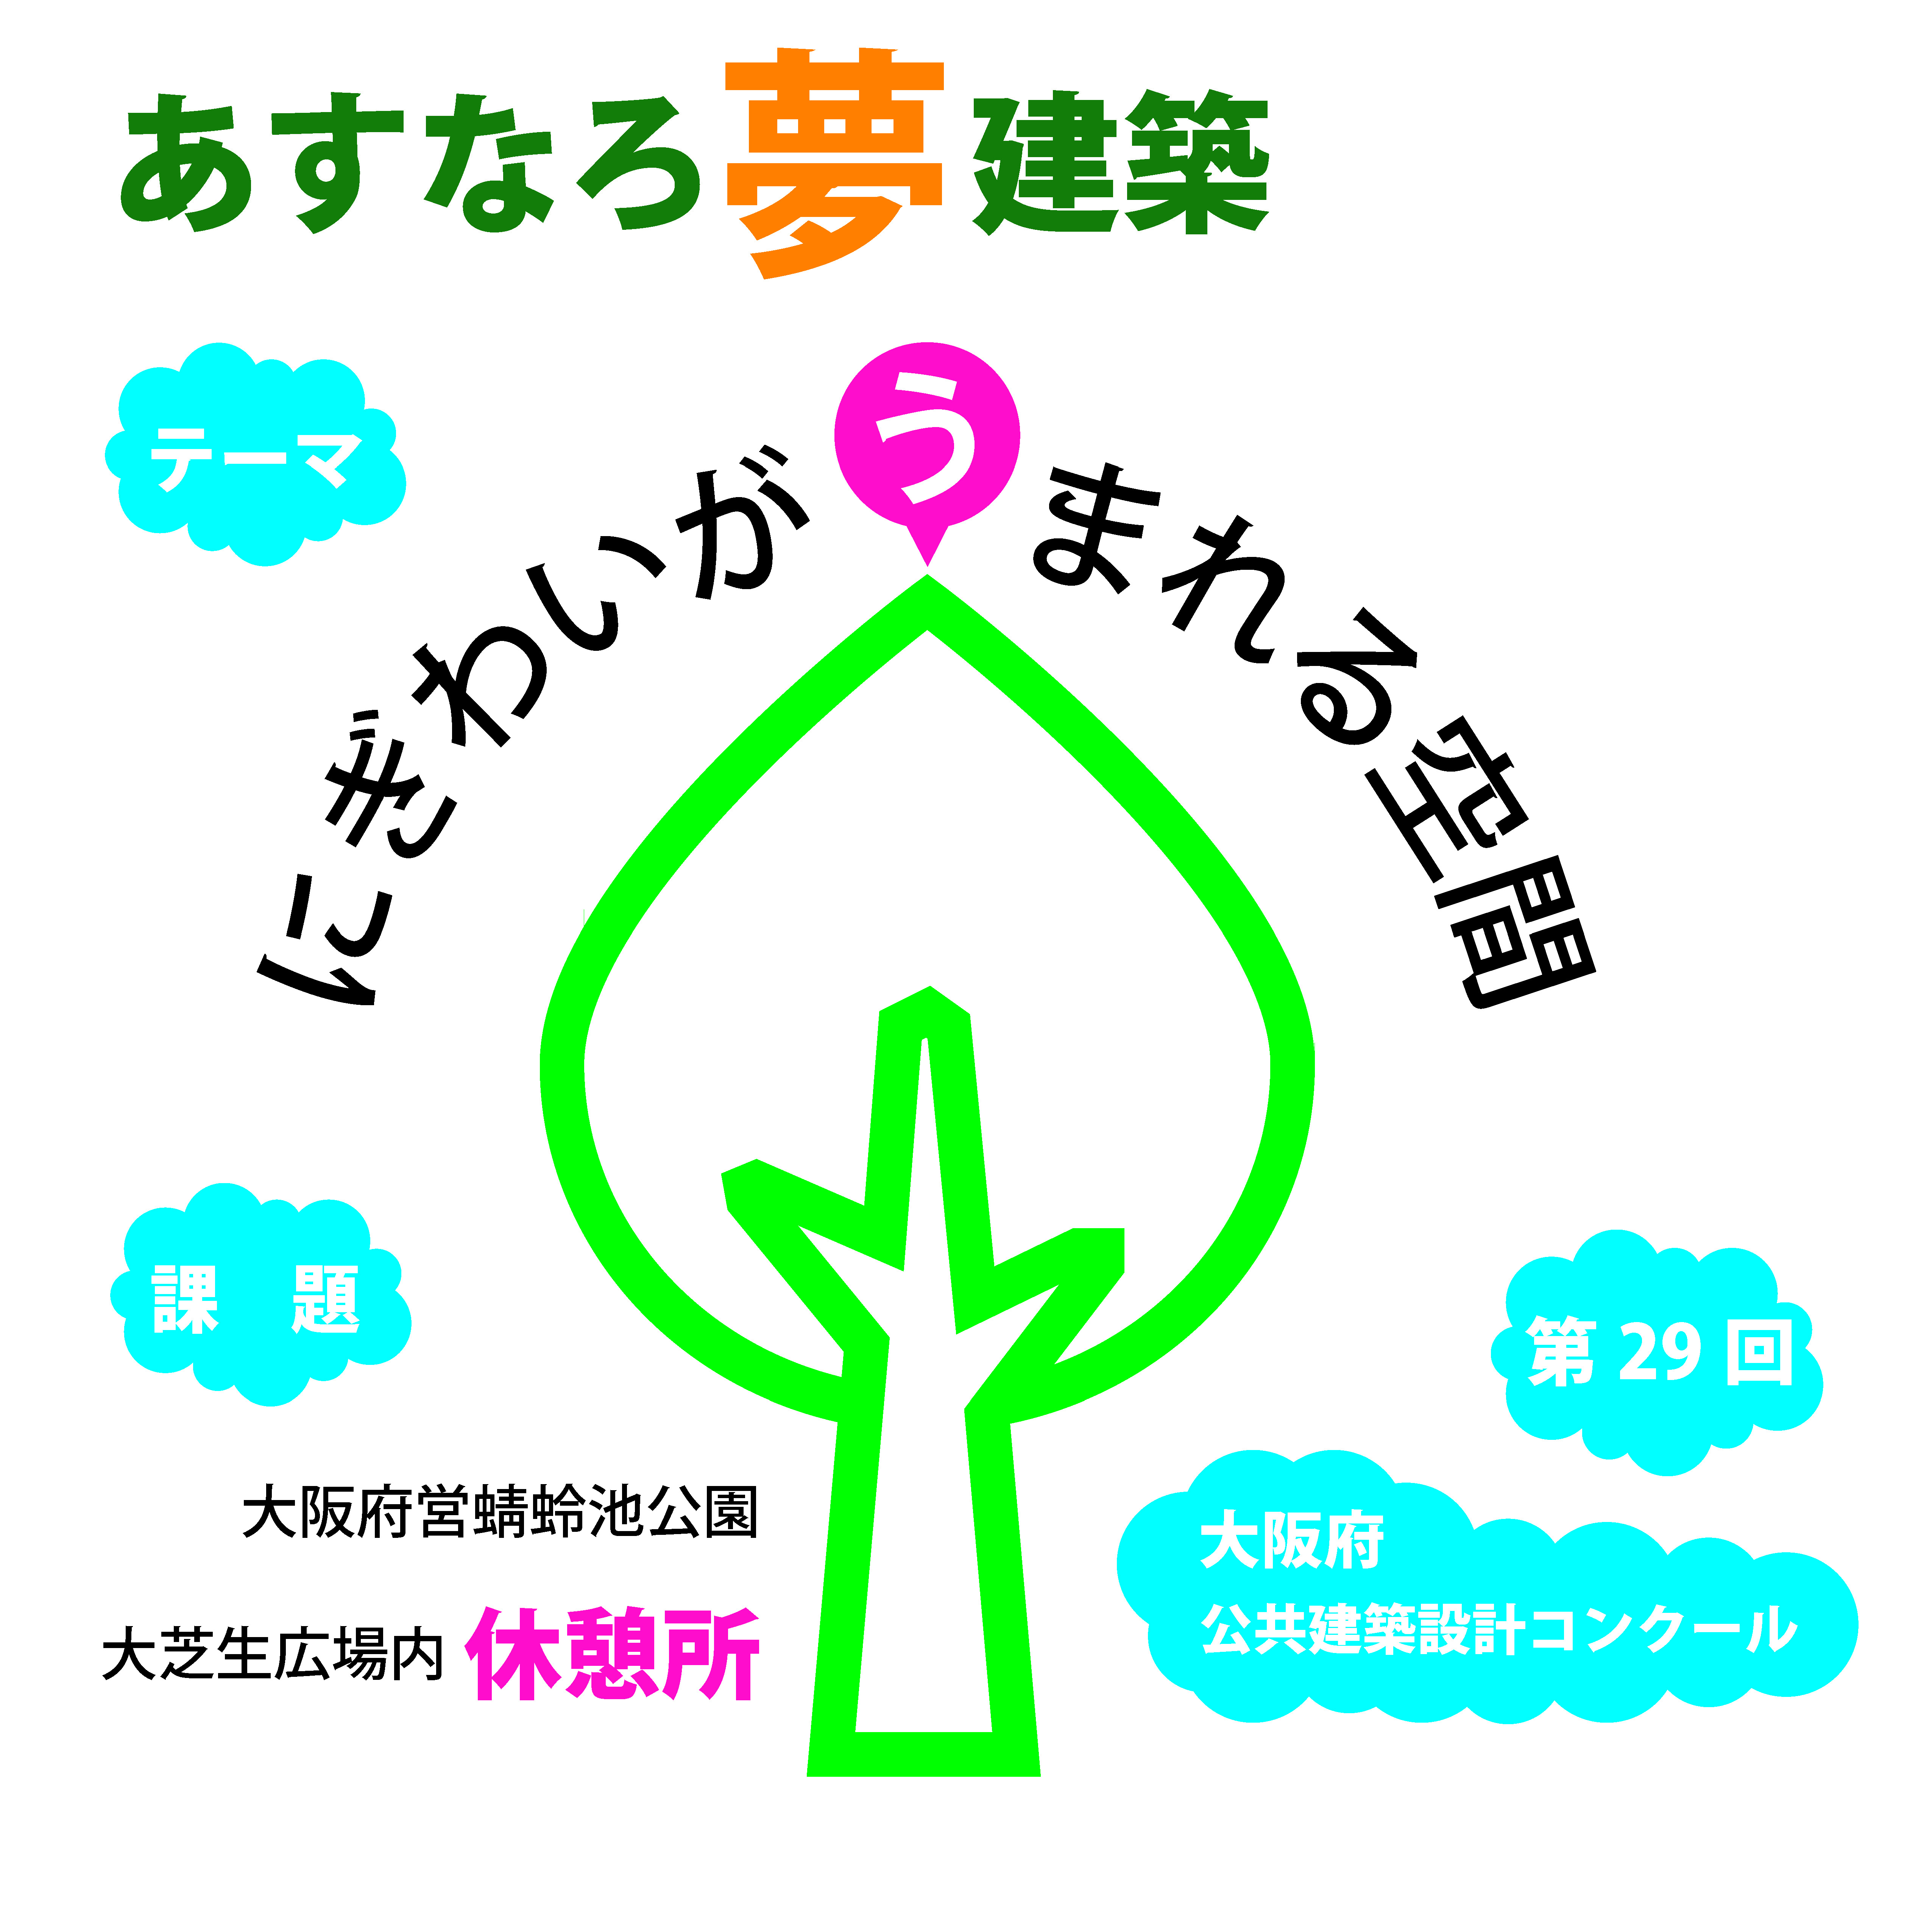 あすなろ夢建築
テーマ
にぎわいがうまれる空間
課　題
大阪府営蜻蛉池公園
大芝生広場内 休憩所
第29回
大阪府
公共建築設計コンクール